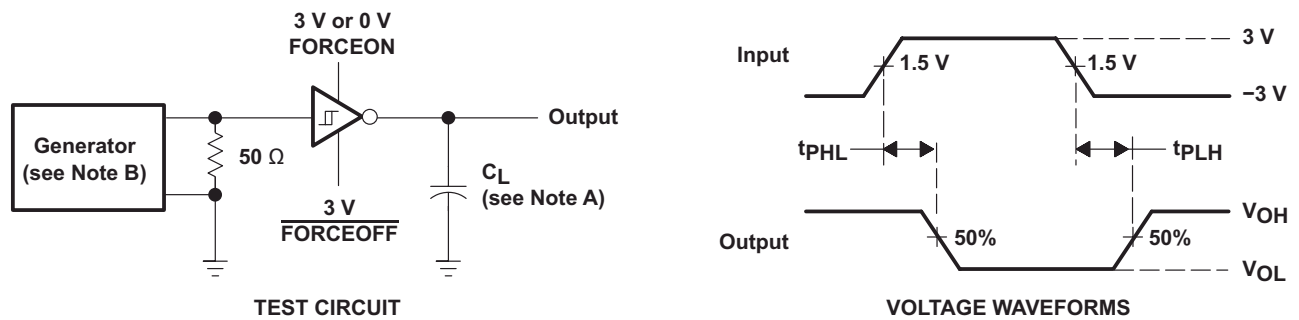 3 V or 0 V
FORCEON
Generator
(see Note B)
50 Ω
Output
CL
(see Note A)
3 V
FORCEOFF
TEST CIRCUIT
Input
1.5 V
1.5 V
3 V
−3 V
tPHL
tPLH
Output
50%
50%
VOH
VOL
VOLTAGE WAVEFORMS